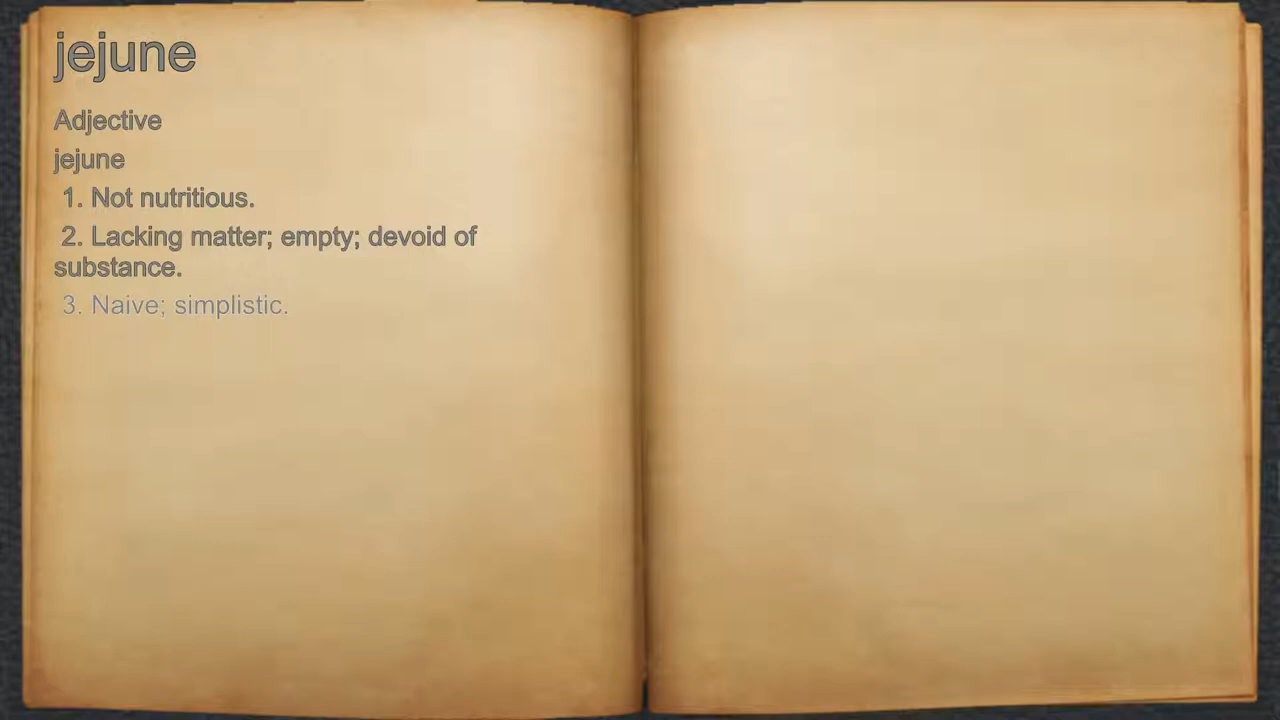 jejune
Adjective
jejune
1. Not nutritious.
2. Lacking matter; empty; devoid of
substance.
3. Naive; simplistic.